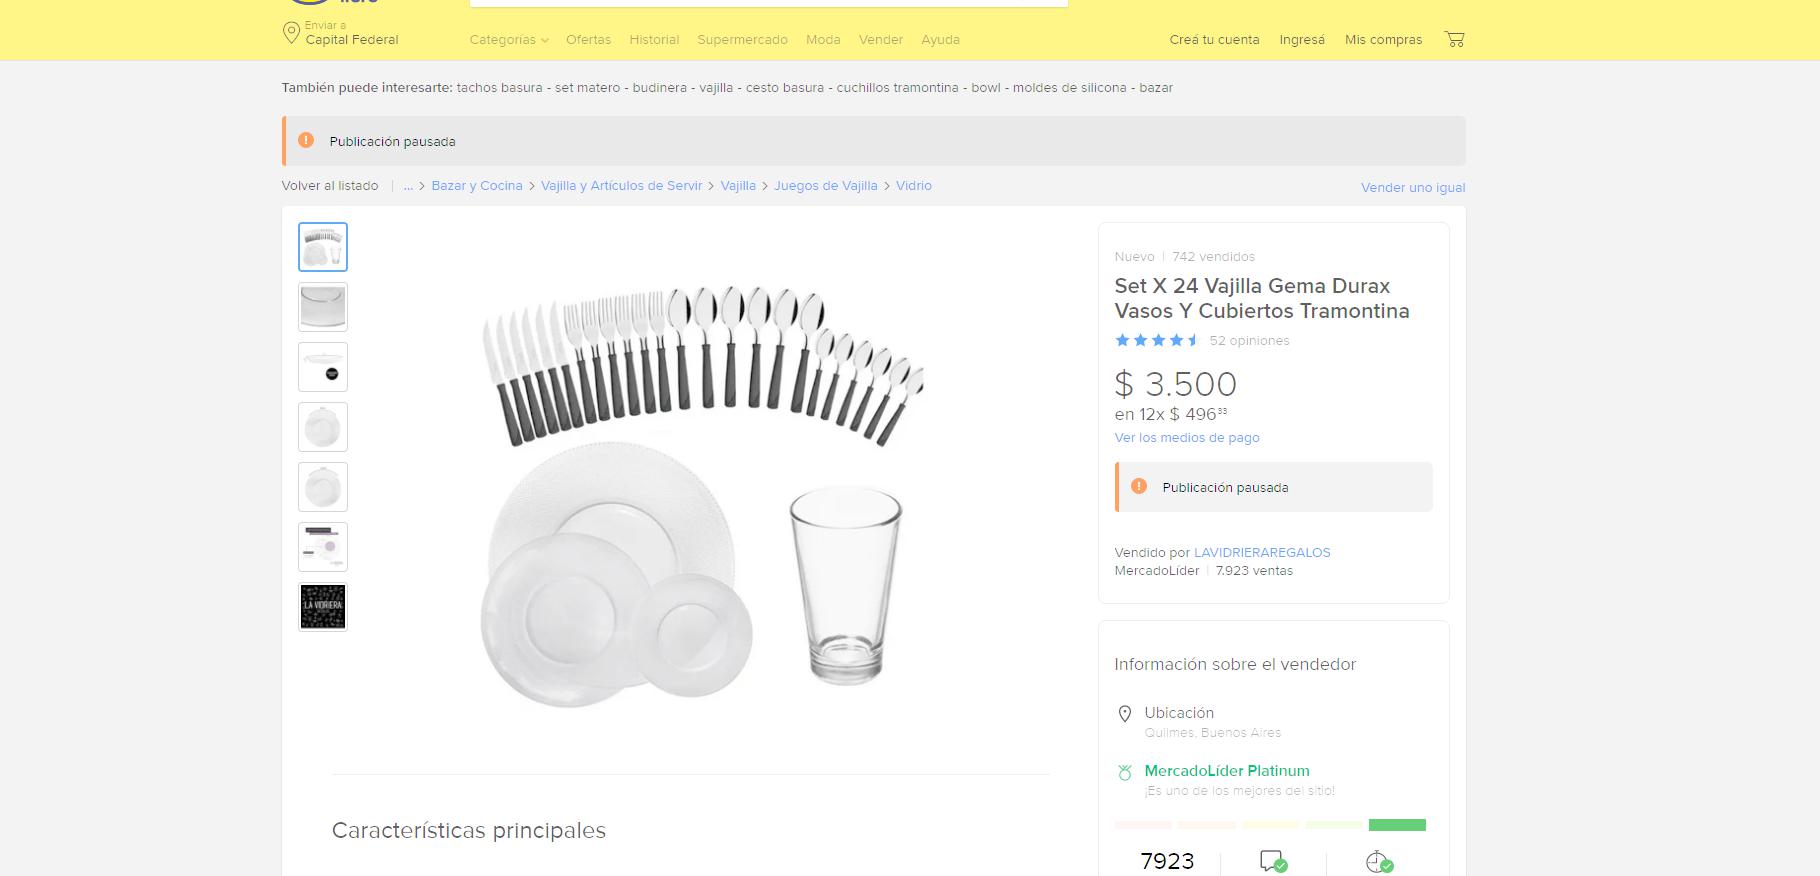 Enviar a
Capital Federal
Categorías
Ofertas
Historial
Supermercado
Moda
Vender
Ayuda
Creá tu cuenta
Ingresá
Mis compras
También puede interesarte: tachos basura - set matero - budinera - vajilla - cesto basura - cuchillos tramontina - bowl - moldes de silicona - bazar
Publicación pausada
Volver al listado | ... > Bazar y Cocina > Vajilla y Artículos de Servir > Vajilla > Juegos de Vajilla > Vidrio
Vender uno igual
Nuevo | 742 vendidos
Set X 24 Vajilla Gema Durax
Vasos Y Cubiertos Tramontina
52 opiniones
$ 3.500
en 12x $ 496³³
Ver los medios de pago
Publicación pausada
Vendido por LAVIDRIERAREGALOS
MercadoLíder | 7.923 ventas
LA VIDRIERA
Información sobre el vendedor
Ubicación
Quilmes, Buenos Aires
MercadoLíder Platinum
¡Es uno de los mejores del sitio!
Características principales
7923